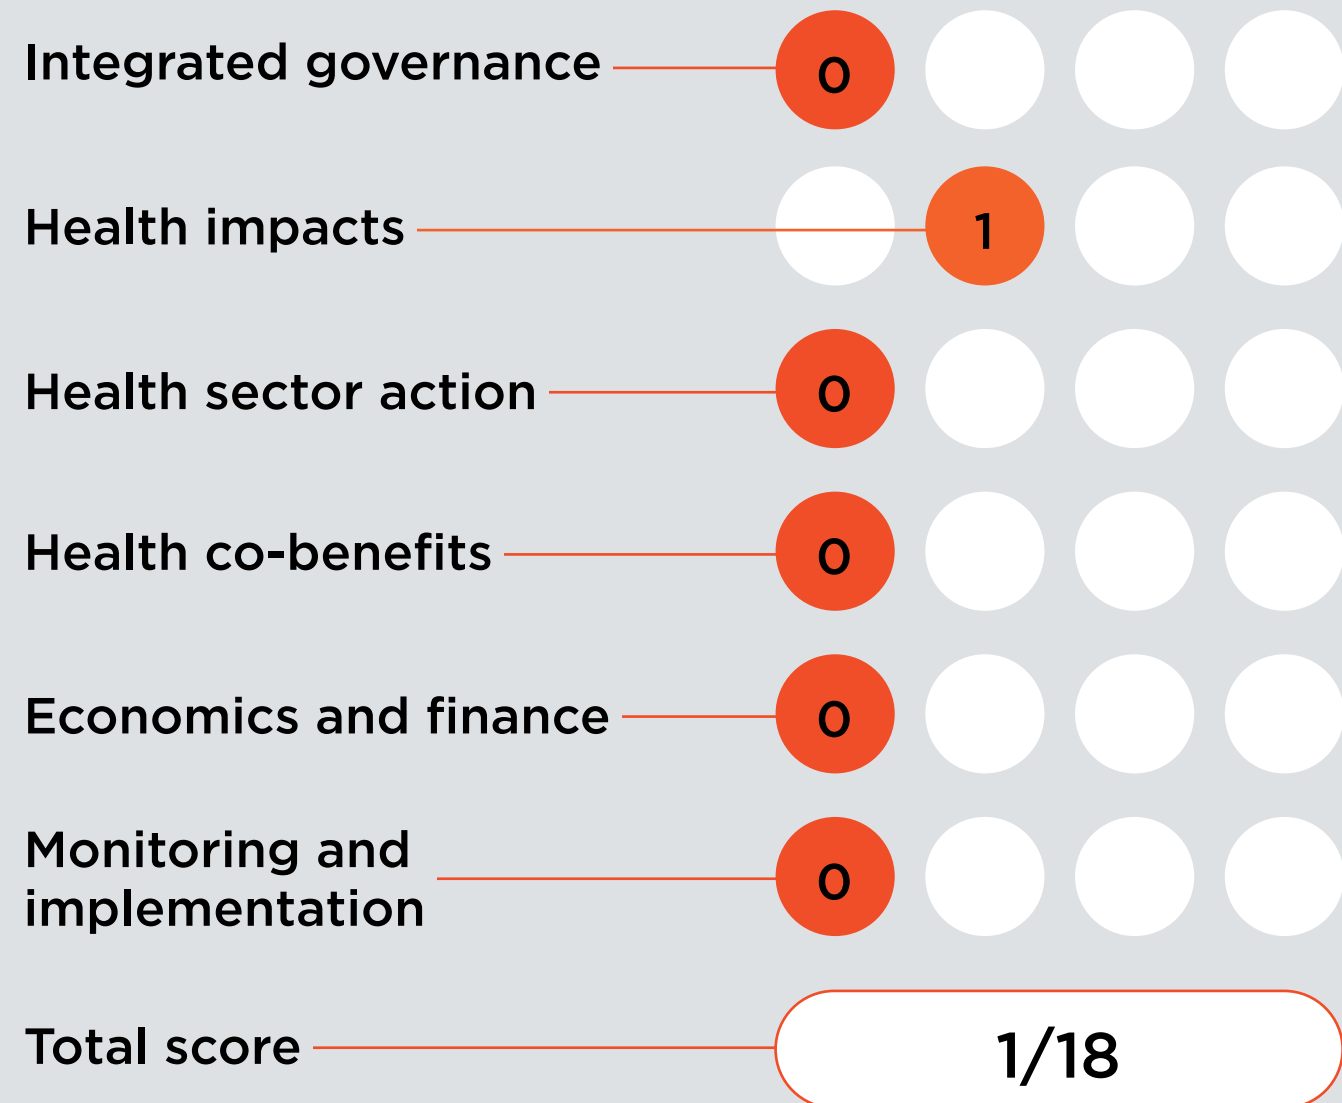 Integrated governance 0
Health impacts 1
Health sector action 0
Health co-benefits 0
Economics and finance 0
Monitoring and
implementation 0
Total score 1/18